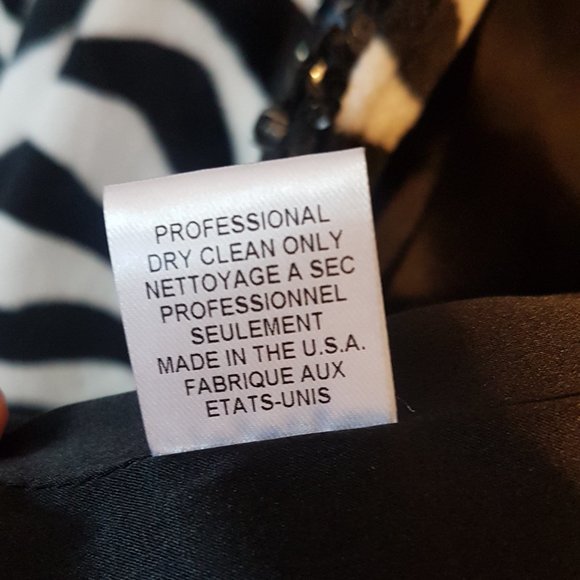 PROFESSIONAL
DRY CLEAN ONLY
NETTOYAGE A SEC
PROFESSIONNEL
SEULEMENT
MADE IN THE U.S.A.
FABRIQUE AUX
ETATS-UNIS